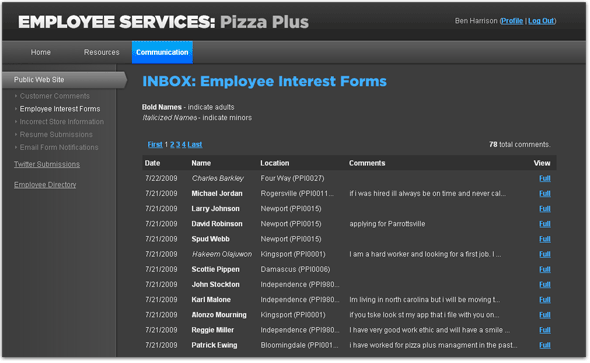 EMPLOYEE SERVICES: Pizza Plus
Ben Harrison (Profile | Log Out)
Home Resources Communication
Public Web Site
Customer Comments
Employee Interest Forms
Incorrect Store Information
Resume Submissions
Email Form Notifications
Twitter Submissions
Employee Directory
INBOX: Employee Interest Forms
Bold Names - indicate adults
Italicized Names - indicate minors
First 1 2 3 4 Last 78 total comments.
Date Name Location Comments View
7/22/2009 Charles Barkley Four Way (PPI0027) Full
7/21/2009 Michael Jordan Rogersville (PPI0011... if i was hired ill always be on time and never cal... Full
7/21/2009 Larry Johnson Newport (PPI0015) Full
7/21/2009 David Robinson Newport (PPI0015) applying for Parrottsville Full
7/21/2009 Spud Webb Newport (PPI0015) Full
7/21/2009 Hakeem Olajuwon Kingsport (PPI0001) I am a hard worker and looking for a first job. I ... Full
7/21/2009 Scottie Pippen Damascus (PPI0006) Full
7/21/2009 John Stockton Independence (PPI980... Full
7/21/2009 Karl Malone Independence (PPI980... Im living in north carolina but i will be moving t... Full
7/21/2009 Alonzo Mourning Kingsport (PPI0001) if you tske look st my app that i file with you on... Full
7/21/2009 Reggie Miller Independence (PPI980... I have very good work ethic and will have a smile ... Full
7/21/2009 Patrick Ewing Bloomingdale (PPI001... i have worked for pizza plus managment in the past... Full